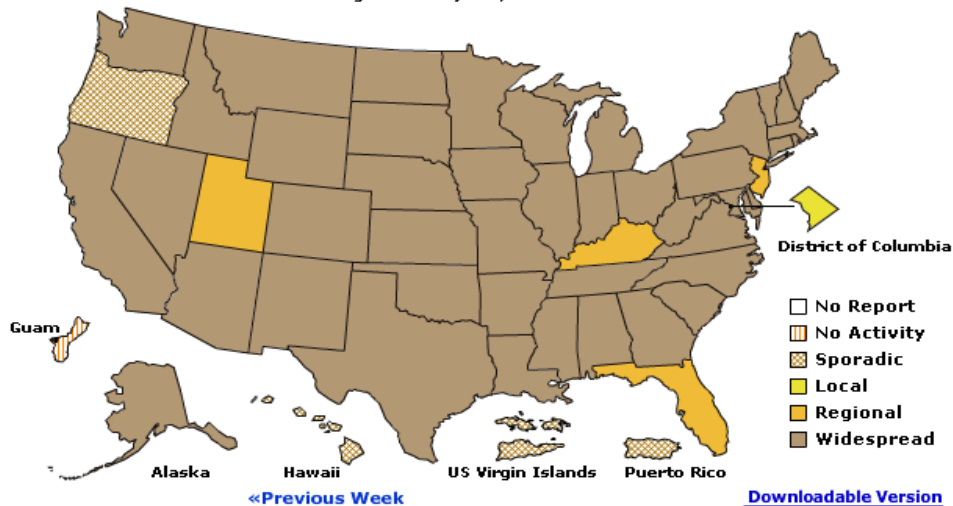 District of Columbia
Guam
No Report
No Activity
Sporadic
Local
Regional
Widespread
Alaska
Hawaii
US Virgin Islands
Puerto Rico
«Previous Week
Downloadable Version